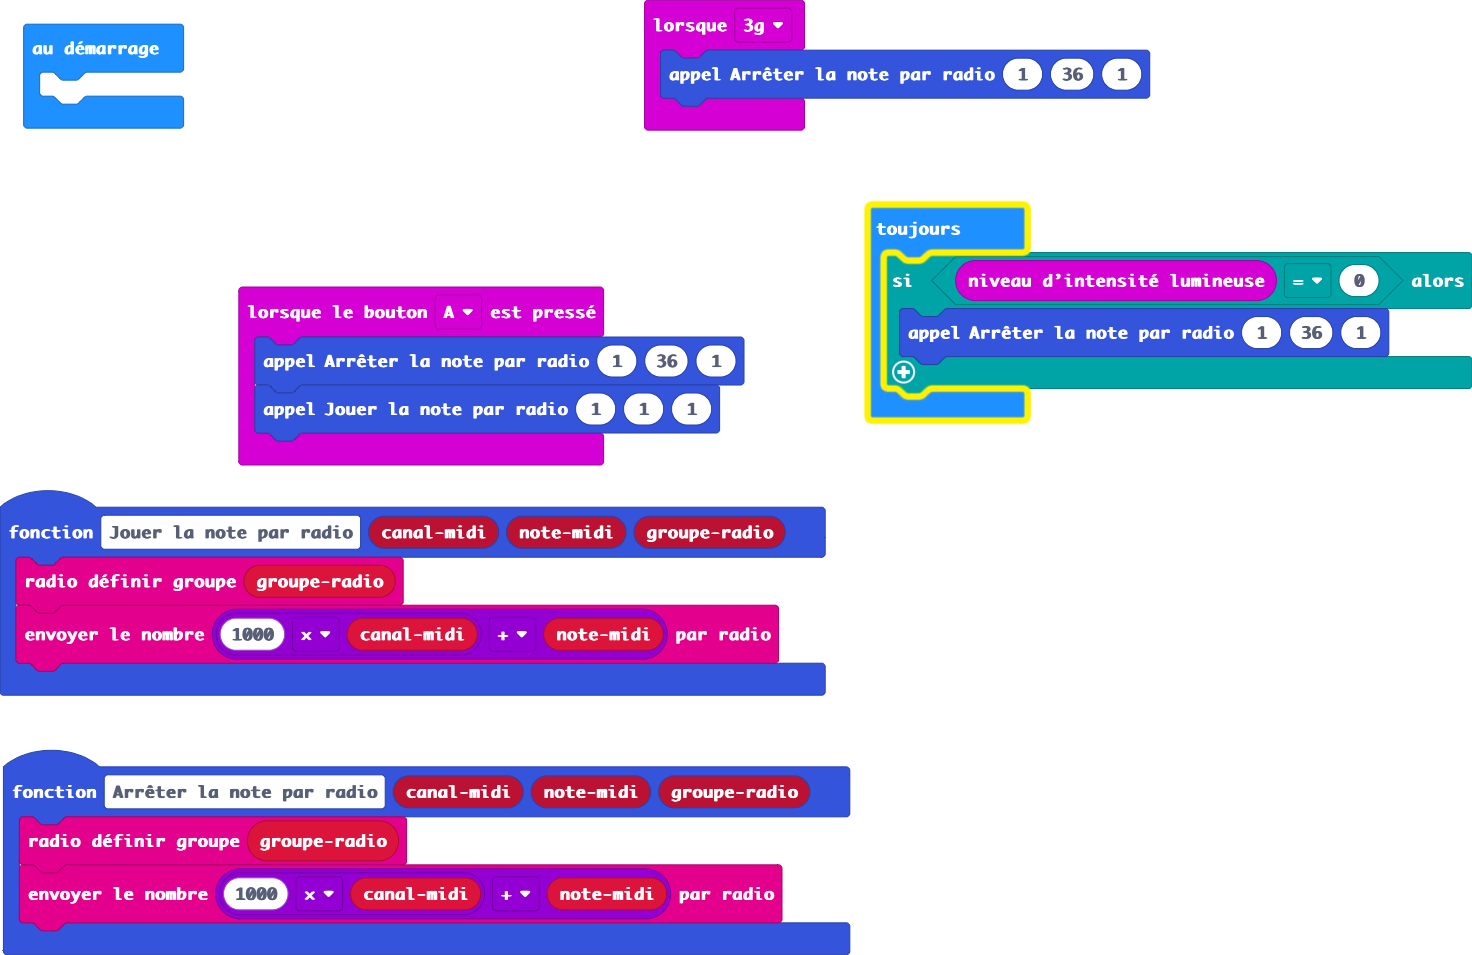 au démarrage
lorsque 3g
appel Arrêter la note par radio 1 36 1
toujours
si niveau d’intensité lumineuse = 0 alors
appel Arrêter la note par radio 1 36 1
lorsque le bouton A est pressé
appel Arrêter la note par radio 1 36 1
appel Jouer la note par radio 1 1 1
fonction Jouer la note par radio canal-midi note-midi groupe-radio
radio définir groupe groupe-radio
envoyer le nombre 1000 x canal-midi + note-midi par radio
fonction Arrêter la note par radio canal-midi note-midi groupe-radio
radio définir groupe groupe-radio
envoyer le nombre 1000 x canal-midi + note-midi par radio